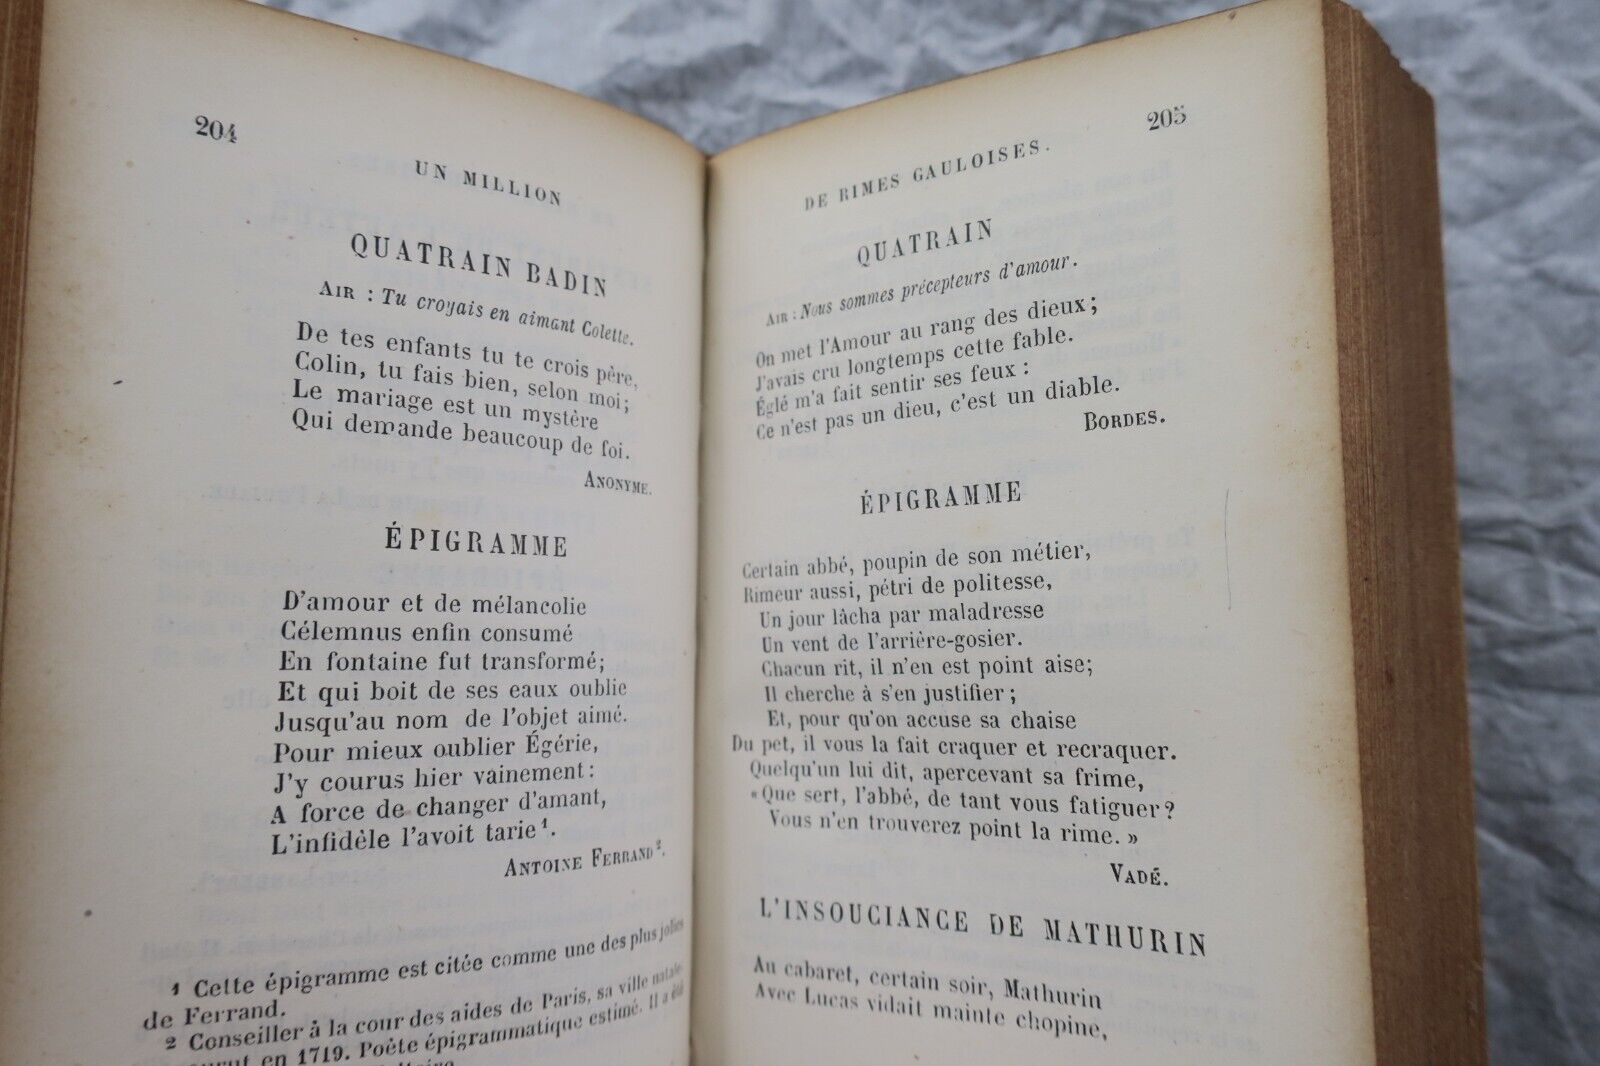 204
UN MILLION
QUATRAIN BADIN
AIR : Tu croyais en aimant Colette.
De tes enfants tu te crois père,
Colin, tu fais bien, selon moi;
Le mariage est un mystère
Qui demande beaucoup de foi.
ANONYME.
ÉPIGRAMME
D'amour et de mélancolie
Célemnus enfin consumé
En fontaine fut transformé;
Et qui boit de ses eaux oublie
Jusqu'au nom de l'objet aimé.
Pour mieux oublier Égérie,
J'y courus hier vainement:
A force de changer d'amant,
L'infidèle l'avoit tarie¹.
ANTOINE FERRAND².
1 Cette épigramme est citée comme une des plus jolies
de Ferrand.
2 Conseiller à la cour des aides de Paris, sa ville natale.
en 1719. Poète épigrammatique estimé. Il a été
205
DE RIMES GAULOISES.
QUATRAIN
AIR : Nous sommes précepteurs d'amour.
On met l'Amour au rang des dieux;
J'avais cru longtemps cette fable.
Églé m'a fait sentir ses feux :
Ce n'est pas un dieu, c'est un diable.
BORDES.
ÉPIGRAMME
Certain abbé, poupin de son métier,
Rimeur aussi, pétri de politesse,
Un jour lâcha par maladresse
Un vent de l'arrière-gosier.
Chacun rit, il n'en est point aise;
Il cherche à s'en justifier;
Et, pour qu'on accuse sa chaise
Du pet, il vous la fait craquer et recraquer.
Quelqu'un lui dit, apercevant sa frime,
« Que sert, l'abbé, de tant vous fatiguer?
Vous n'en trouverez point la rime. »
VADÉ.
L'INSOUCIANCE DE MATHURIN
Au cabaret, certain soir, Mathurin
Avec Lucas vidait mainte chopine,